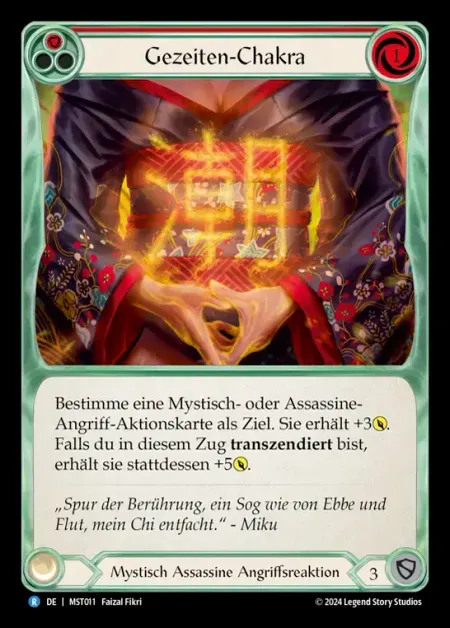 Gezeiten-Chakra
1
潮
Bestimme eine Mystisch- oder Assassine-
Angriff-Aktionskarte als Ziel. Sie erhält +3.
Falls du in diesem Zug transzendiert bist,
erhält sie stattdessen +5.
„Spur der Berührung, ein Sog wie von Ebbe und
Flut, mein Chi entfacht.“ - Miku
Mystisch Assassine Angriffsreaktion
3
R DE | MST011 Faizal Fikri
© 2024 Legend Story Studios